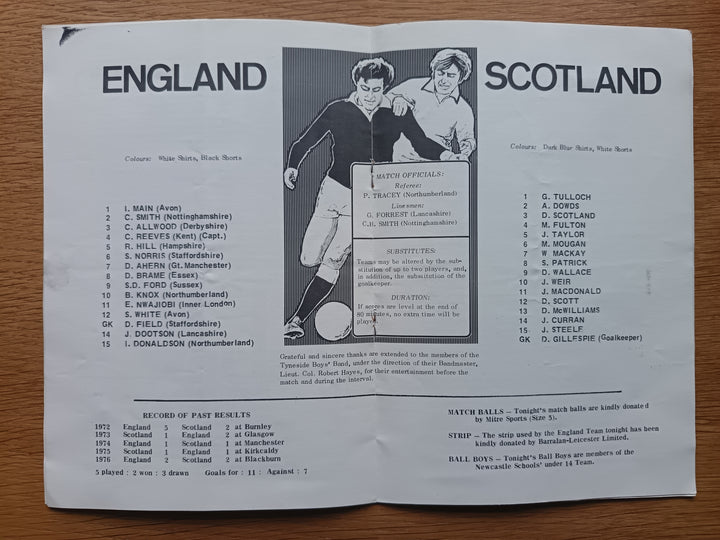 ENGLAND
Colours: White Shirts, Black Shorts
1 I. MAIN (Avon)
2 C. SMITH (Nottinghamshire)
3 C. ALLWOOD (Derbyshire)
4 C. REEVES (Kent) (Capt.)
5 R. HILL (Hampshire)
6 S. NORRIS (Staffordshire)
7 D. AHERN (Gt. Manchester)
8 D. BRAME (Essex)
9 S.D. FORD (Sussex)
10 B. KNOX (Northumberland)
11 E. NWAJIOBI (Inner London)
12 S. WHITE (Avon)
GK D. FIELD (Staffordshire)
14 J. DOOTSON (Lancashire)
15 I. DONALDSON (Northumberland)
MATCH OFFICIALS:
Referee:
P. TRACEY (Northumberland)
Linesmen:
G. FORREST (Lancashire)
C.H. SMITH (Nottinghamshire)
SUBSTITUTES:
Teams may be altered by the sub-
stitution of up to two players, and,
in addition, the substitution of the
goalkeeper.
DURATION:
If scores are level at the end of
80 minutes, no extra time will be
played.
Grateful and sincere thanks are extended to the members of the
Tyneside Boys' Band, under the direction of their Bandmaster,
Lieut. Col. Robert Hayes, for their entertainment before the
match and during the interval.
SCOTLAND
Colours: Dark Blue Shirts, White Shorts
1 G. TULLOCH
2 A. DOWDS
3 D. SCOTLAND
4 M. FULTON
5 J. TAYLOR
6 M. MOUGAN
7 W MACKAY
8 S. PATRICK
9 D. WALLACE
10 J. WEIR
11 J. MACDONALD
12 D. SCOTT
13 D. McWILLIAMS
14 J. CURRAN
15 J. STEELE
GK D. GILLESPIE (Goalkeeper)
RECORD OF PAST RESULTS
1972 England 5 Scotland 2 at Burnley
1973 Scotland 1 England 2 at Glasgow
1974 England 1 Scotland 1 at Manchester
1975 Scotland 1 England 1 at Kirkcaldy
1976 England 2 Scotland 2 at Blackburn
5 played : 2 won : 3 drawn Goals for : 11 : Against : 7
MATCH BALLS – Tonight's match balls are kindly donated
by Mitre Sports (Size 5).
STRIP – The strip used by the England Team tonight has been
kindly donated by Barralan-Leicester Limited.
BALL BOYS – Tonight's Ball Boys are members of the
Newcastle Schools' under 14 Team.